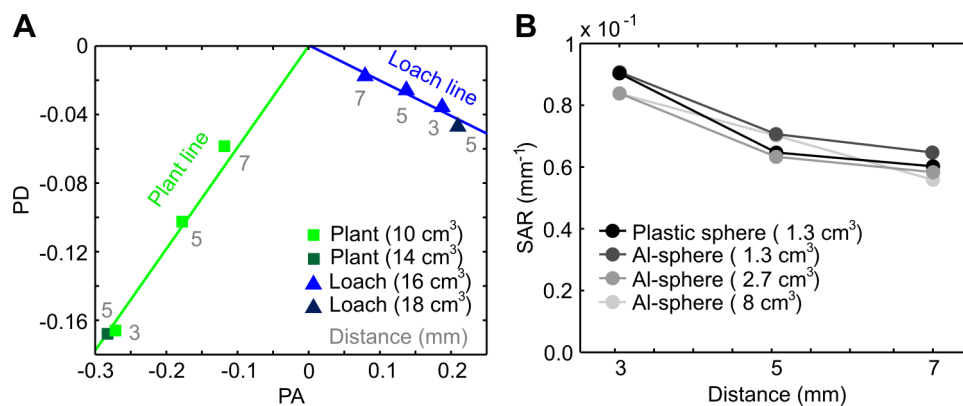 A
0
-0.04
-0.08
-0.12
-0.16
PD
-0.3
-0.2
-0.1
0
0.1
0.2
PA
Plant line
Loach line
7
5
3
5
7
5
5
3
Plant (10 cm³)
Plant (14 cm³)
Loach (16 cm³)
Loach (18 cm³)
Distance (mm)
B
x 10⁻¹
1
0.8
0.6
0.4
0.2
0.0
SAR (mm⁻¹)
Plastic sphere ( 1.3 cm³)
Al-sphere ( 1.3 cm³)
Al-sphere ( 2.7 cm³)
Al-sphere ( 8 cm³)
3
5
7
Distance (mm)